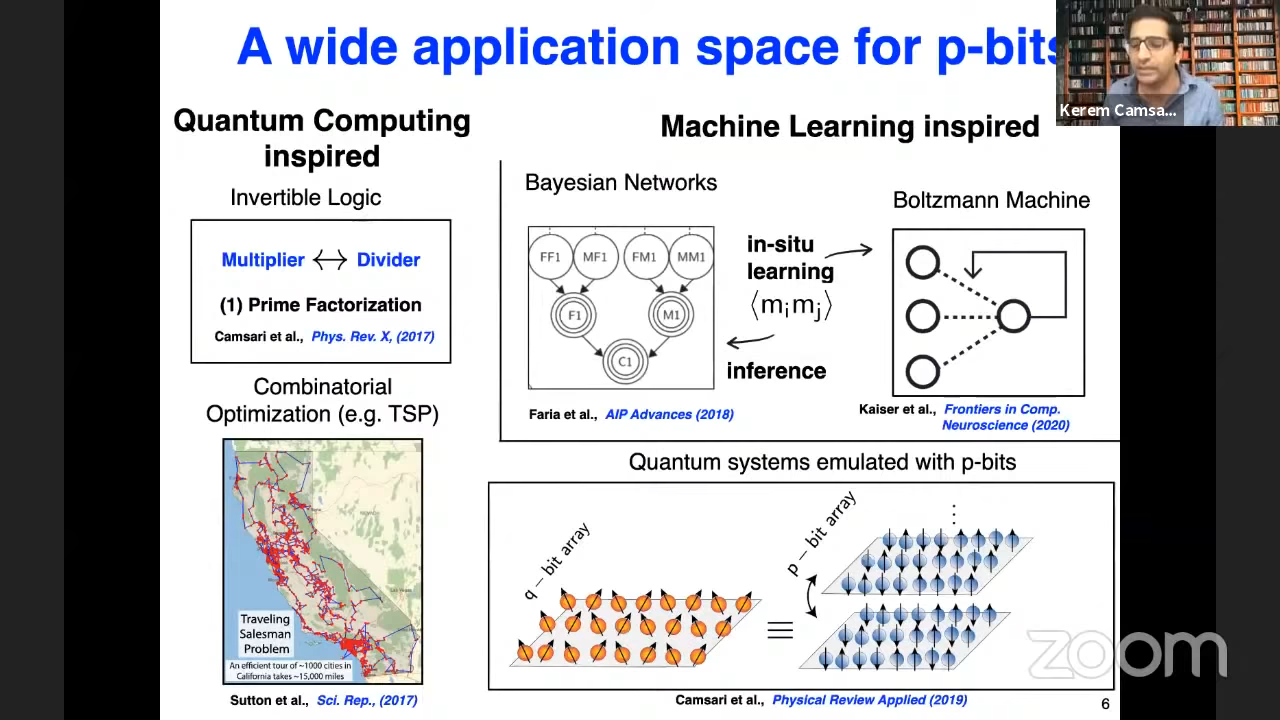 A wide application space for p-bits
Kerem Camsa...
Quantum Computing
inspired
Invertible Logic
Multiplier ↔ Divider
(1) Prime Factorization
Camsari et al., Phys. Rev. X, (2017)
Combinatorial
Optimization (e.g. TSP)
Traveling
Salesman
Problem
An efficient tour of ~1000 cities in
California takes ~15,000 miles
Sutton et al., Sci. Rep., (2017)
Machine Learning inspired
Bayesian Networks
FF1 MF1 FM1 MM1
F1 M1
C1
Faria et al., AIP Advances (2018)
in-situ
learning
⟨mᵢmⱼ⟩
inference
Boltzmann Machine
Kaiser et al., Frontiers in Comp.
Neuroscience (2020)
Quantum systems emulated with p-bits
q – bit array
≡
p – bit array
Camsari et al., Physical Review Applied (2019)
zoom
6